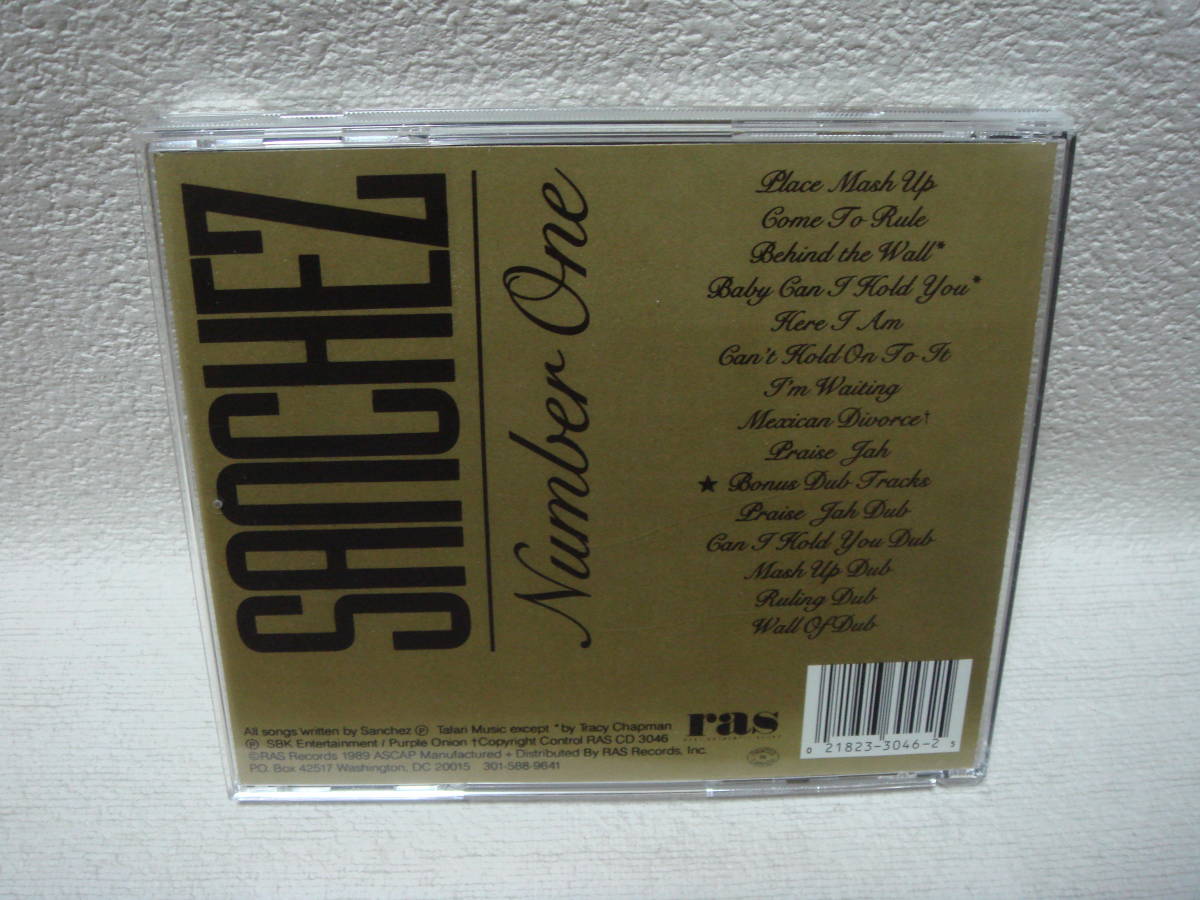 SANCHEZ
Number One
Place Mash Up
Come To Rule
Behind the Wall*
Baby Can I Hold You*
Here I Am
Can't Hold On To It
I'm Waiting
Mexican Divorce†
Praise Jah
★ Bonus Dub Tracks
Praise Jah Dub
Can I Hold You Dub
Mash Up Dub
Ruling Dub
Wall Of Dub
All songs written by Sanchez ℗ Tafari Music except * by Tracy Chapman
℗ SBK Entertainment / Purple Onion †Copyright Control RAS CD 3046
©RAS Records 1989 ASCAP Manufactured + Distributed By RAS Records, Inc.
P.O. Box 42517 Washington, DC 20015 301-588-9641
ras
0 21823-3046-2 5